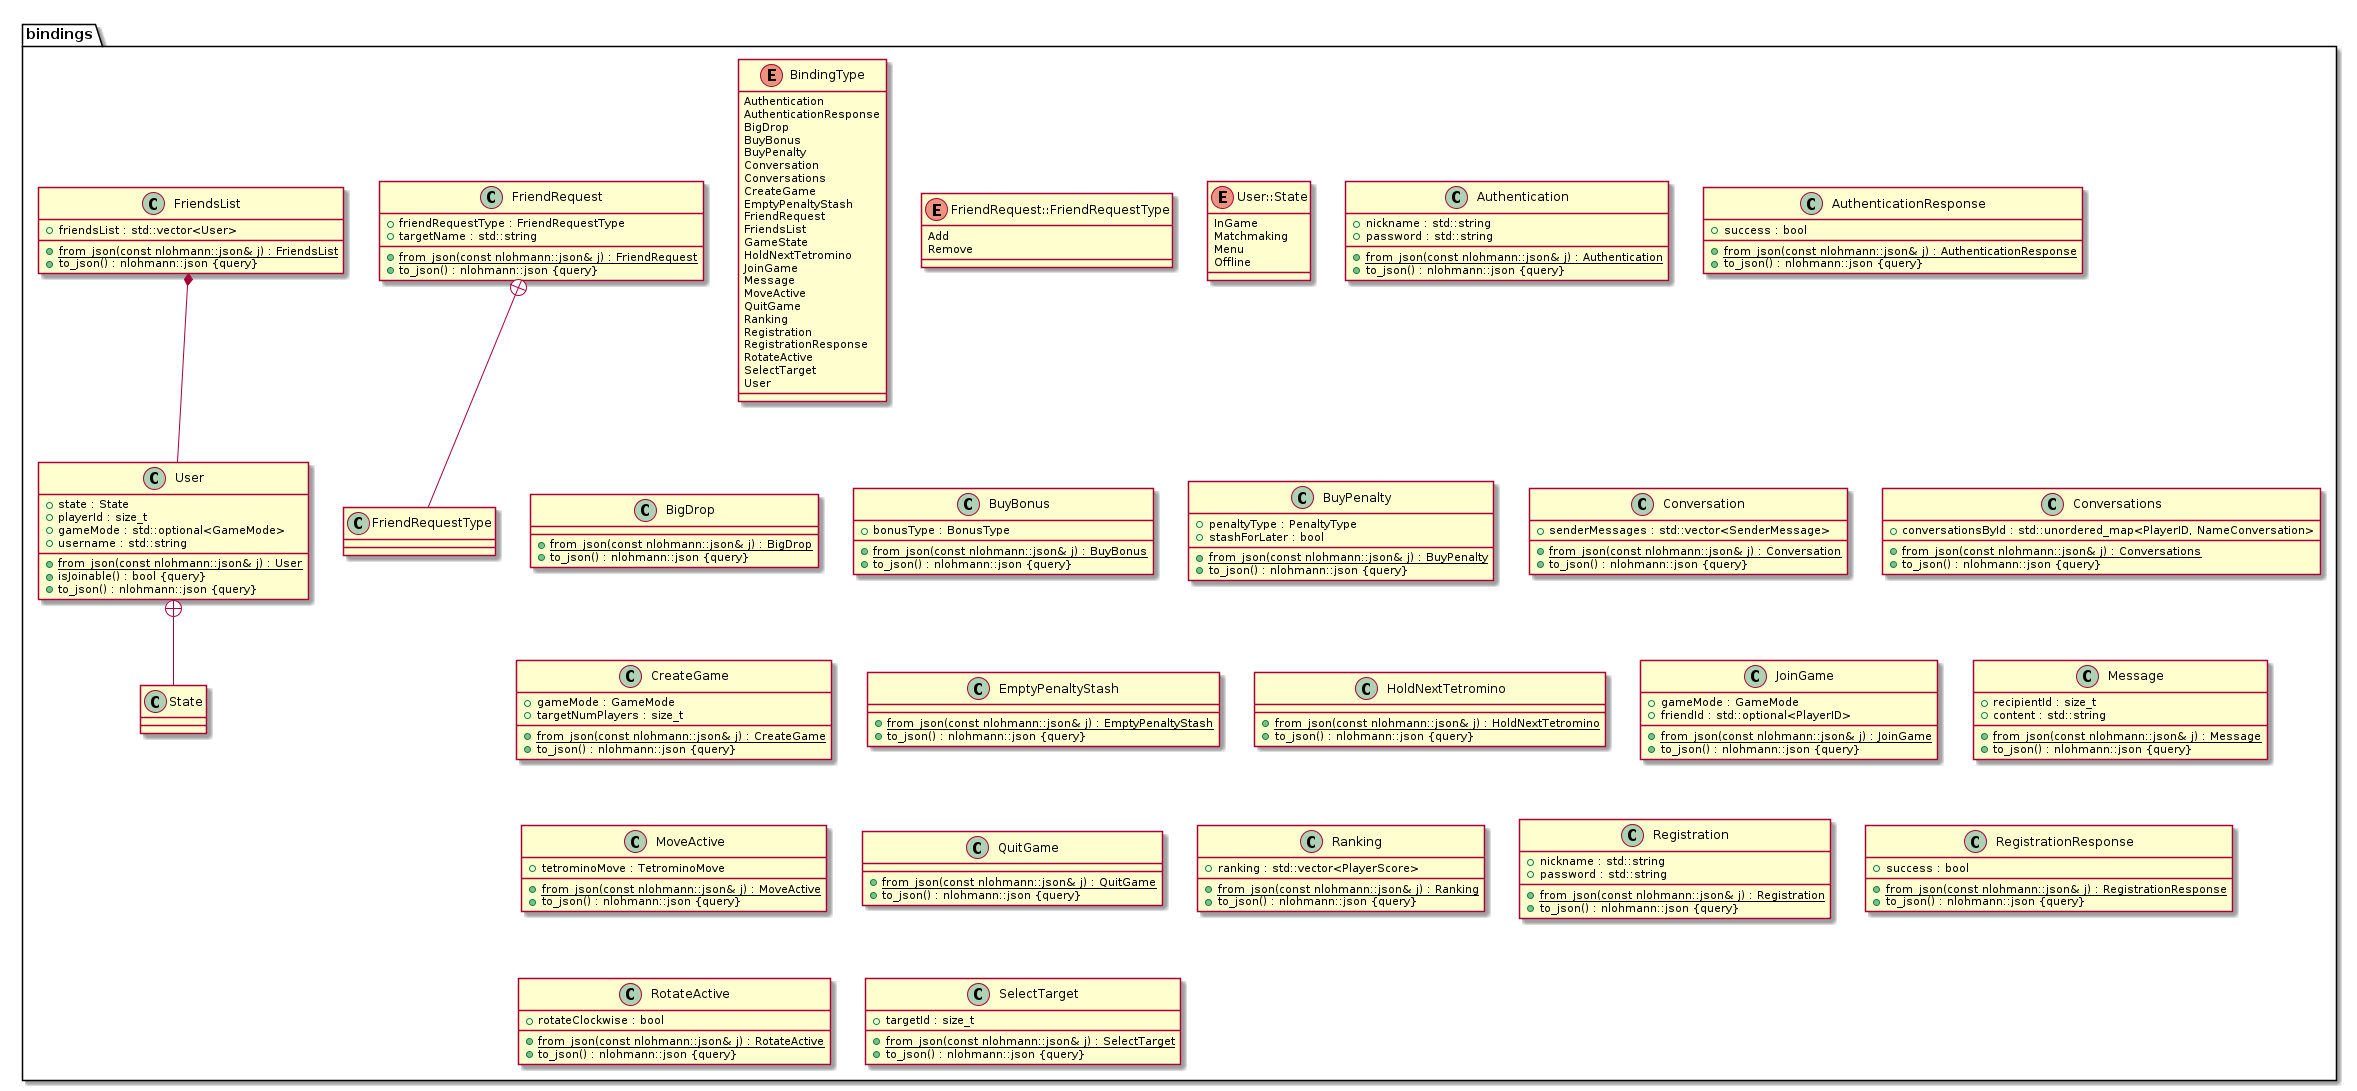 bindings
E BindingType
Authentication
AuthenticationResponse
BigDrop
BuyBonus
BuyPenalty
Conversation
Conversations
CreateGame
EmptyPenaltyStash
FriendRequest
FriendsList
GameState
HoldNextTetromino
JoinGame
Message
MoveActive
QuitGame
Ranking
Registration
RegistrationResponse
RotateActive
SelectTarget
User
C FriendsList
friendsList : std::vector<User>
from_json(const nlohmann::json& j) : FriendsList
to_json() : nlohmann::json {query}
C FriendRequest
friendRequestType : FriendRequestType
targetName : std::string
from_json(const nlohmann::json& j) : FriendRequest
to_json() : nlohmann::json {query}
E FriendRequest::FriendRequestType
Add
Remove
E User::State
InGame
Matchmaking
Menu
Offline
C Authentication
nickname : std::string
password : std::string
from_json(const nlohmann::json& j) : Authentication
to_json() : nlohmann::json {query}
C AuthenticationResponse
success : bool
from_json(const nlohmann::json& j) : AuthenticationResponse
to_json() : nlohmann::json {query}
C User
state : State
playerId : size_t
gameMode : std::optional<GameMode>
username : std::string
from_json(const nlohmann::json& j) : User
isJoinable() : bool {query}
to_json() : nlohmann::json {query}
C FriendRequestType
C BigDrop
from_json(const nlohmann::json& j) : BigDrop
to_json() : nlohmann::json {query}
C BuyBonus
bonusType : BonusType
from_json(const nlohmann::json& j) : BuyBonus
to_json() : nlohmann::json {query}
C BuyPenalty
penaltyType : PenaltyType
stashForLater : bool
from_json(const nlohmann::json& j) : BuyPenalty
to_json() : nlohmann::json {query}
C Conversation
senderMessages : std::vector<SenderMessage>
from_json(const nlohmann::json& j) : Conversation
to_json() : nlohmann::json {query}
C Conversations
conversationsById : std::unordered_map<PlayerID, NameConversation>
from_json(const nlohmann::json& j) : Conversations
to_json() : nlohmann::json {query}
C State
C CreateGame
gameMode : GameMode
targetNumPlayers : size_t
from_json(const nlohmann::json& j) : CreateGame
to_json() : nlohmann::json {query}
C EmptyPenaltyStash
from_json(const nlohmann::json& j) : EmptyPenaltyStash
to_json() : nlohmann::json {query}
C HoldNextTetromino
from_json(const nlohmann::json& j) : HoldNextTetromino
to_json() : nlohmann::json {query}
C JoinGame
gameMode : GameMode
friendId : std::optional<PlayerID>
from_json(const nlohmann::json& j) : JoinGame
to_json() : nlohmann::json {query}
C Message
recipientId : size_t
content : std::string
from_json(const nlohmann::json& j) : Message
to_json() : nlohmann::json {query}
C MoveActive
tetrominoMove : TetrominoMove
from_json(const nlohmann::json& j) : MoveActive
to_json() : nlohmann::json {query}
C QuitGame
from_json(const nlohmann::json& j) : QuitGame
to_json() : nlohmann::json {query}
C Ranking
ranking : std::vector<PlayerScore>
from_json(const nlohmann::json& j) : Ranking
to_json() : nlohmann::json {query}
C Registration
nickname : std::string
password : std::string
from_json(const nlohmann::json& j) : Registration
to_json() : nlohmann::json {query}
C RegistrationResponse
success : bool
from_json(const nlohmann::json& j) : RegistrationResponse
to_json() : nlohmann::json {query}
C RotateActive
rotateClockwise : bool
from_json(const nlohmann::json& j) : RotateActive
to_json() : nlohmann::json {query}
C SelectTarget
targetId : size_t
from_json(const nlohmann::json& j) : SelectTarget
to_json() : nlohmann::json {query}